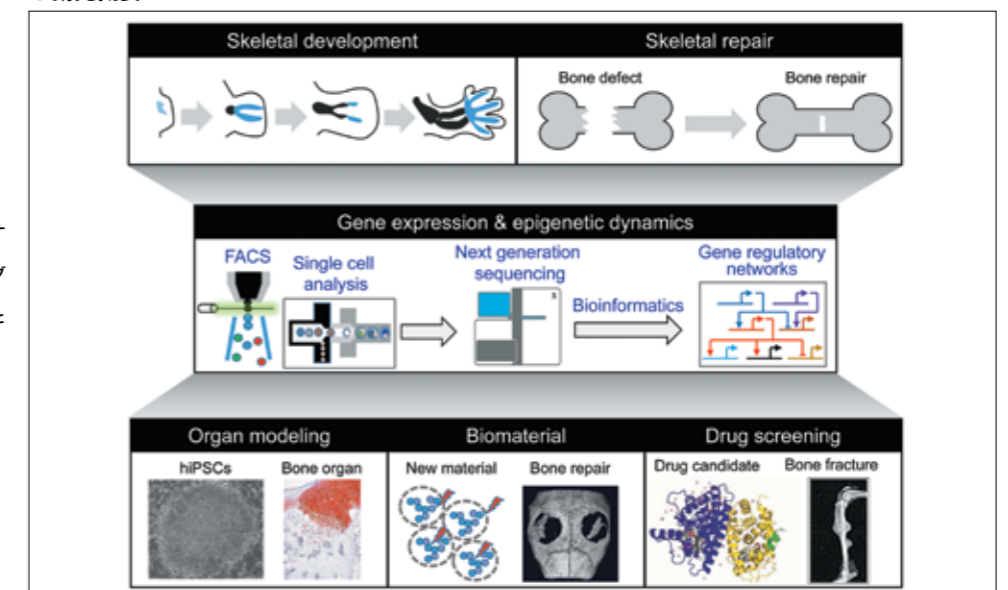 Skeletal development
Skeletal repair
Bone defect
Bone repair
Gene expression & epigenetic dynamics
FACS
Single cell
analysis
Next generation
sequencing
Bioinformatics
Gene regulatory
networks
Organ modeling
Biomaterial
Drug screening
hiPSCs
Bone organ
New material
Bone repair
Drug candidate
Bone fracture